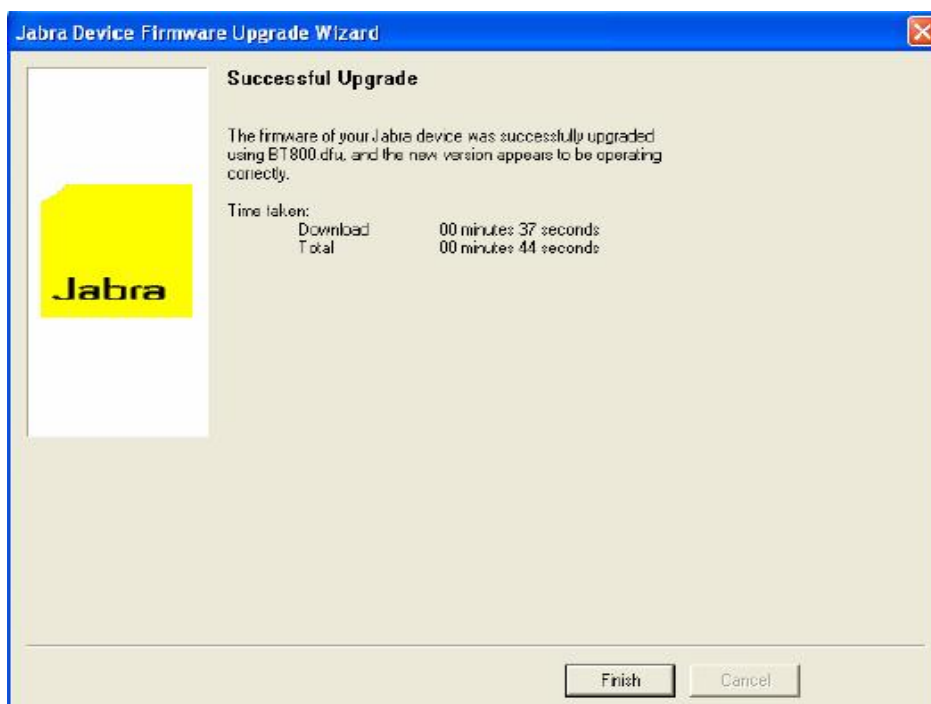 Jabra Device Firmware Upgrade Wizard
Successful Upgrade
The firmware of your Jabra device was successfully upgraded
using BT800.dfu, and the new version appears to be operating
correctly.
Time taken:
Download 00 minutes 37 seconds
Total 00 minutes 44 seconds
Jabra
Finish
Cancel